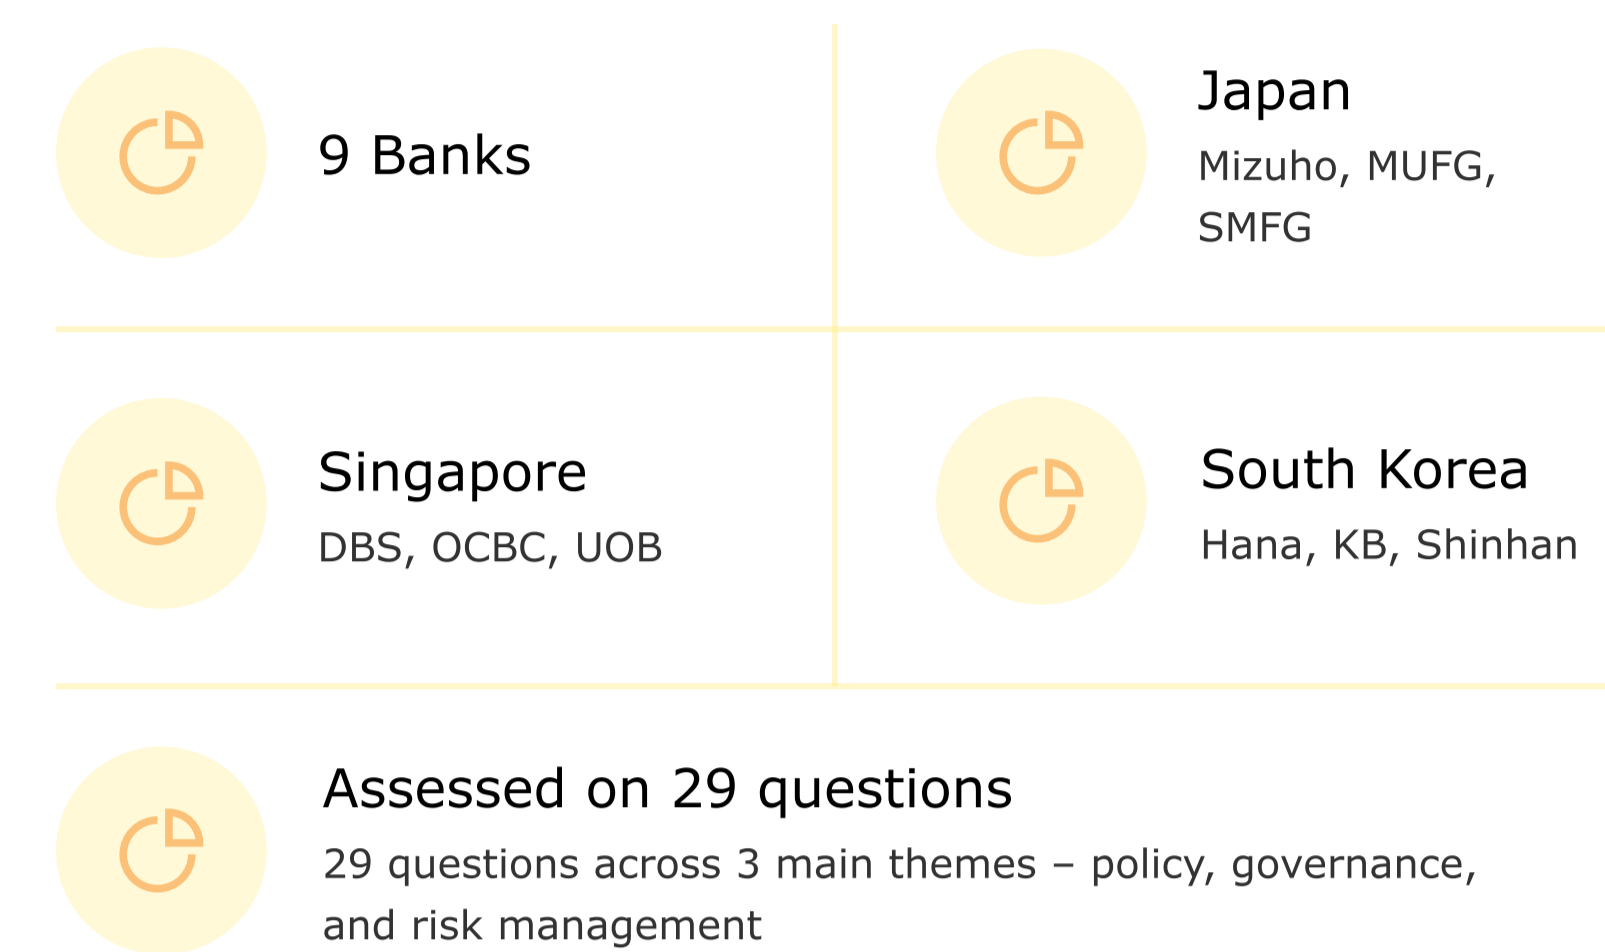 9 Banks
Japan
Mizuho, MUFG,
SMFG
Singapore
DBS, OCBC, UOB
South Korea
Hana, KB, Shinhan
Assessed on 29 questions
29 questions across 3 main themes – policy, governance,
and risk management